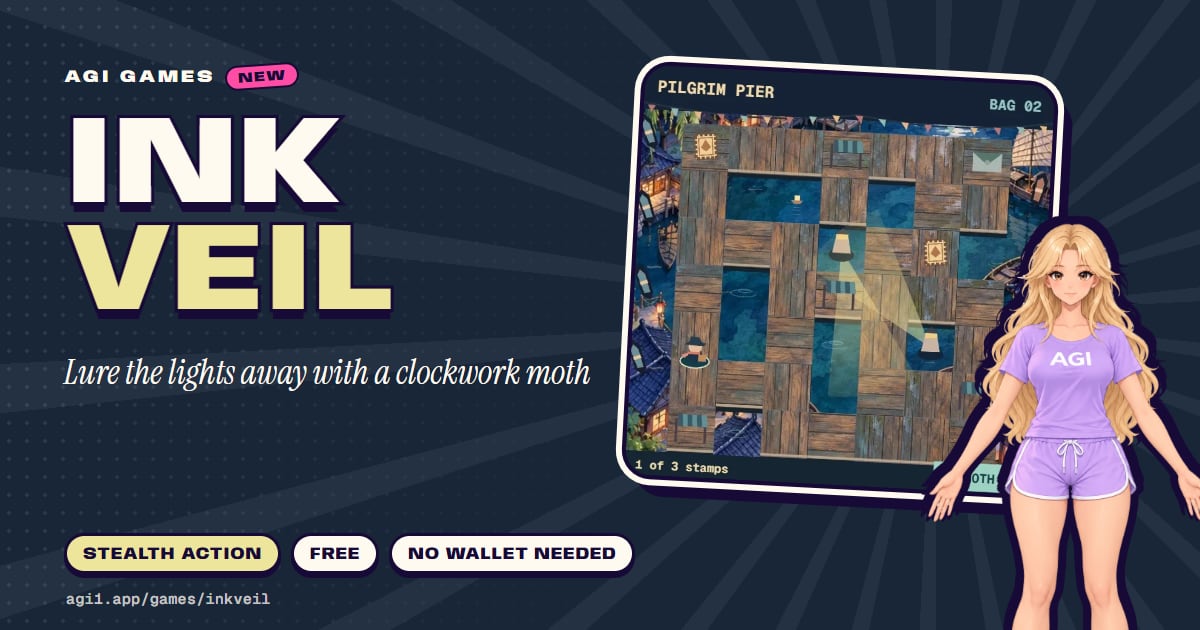 AGI GAMES NEW
INK
VEIL
Lure the lights away with a clockwork moth
STEALTH ACTION
FREE
NO WALLET NEEDED
agi1.app/games/inkveil
PILGRIM PIER
BAG 02
1 of 3 stamps
AGI